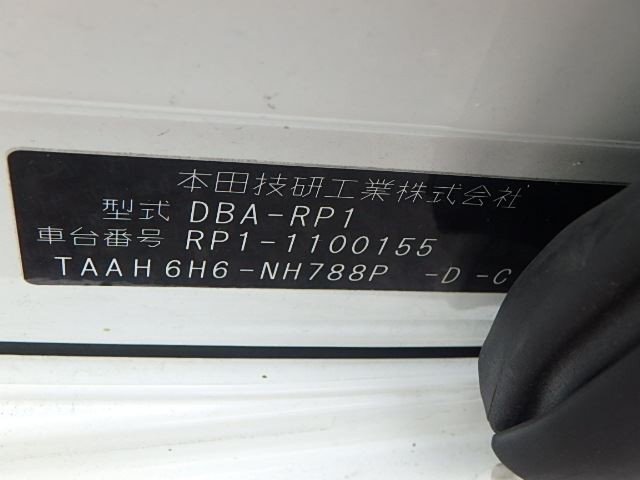 本田技研工業株式会社
型式 DBA-RP1
車台番号 RP1-1100155
TAAH6H6-NH788P -D -C